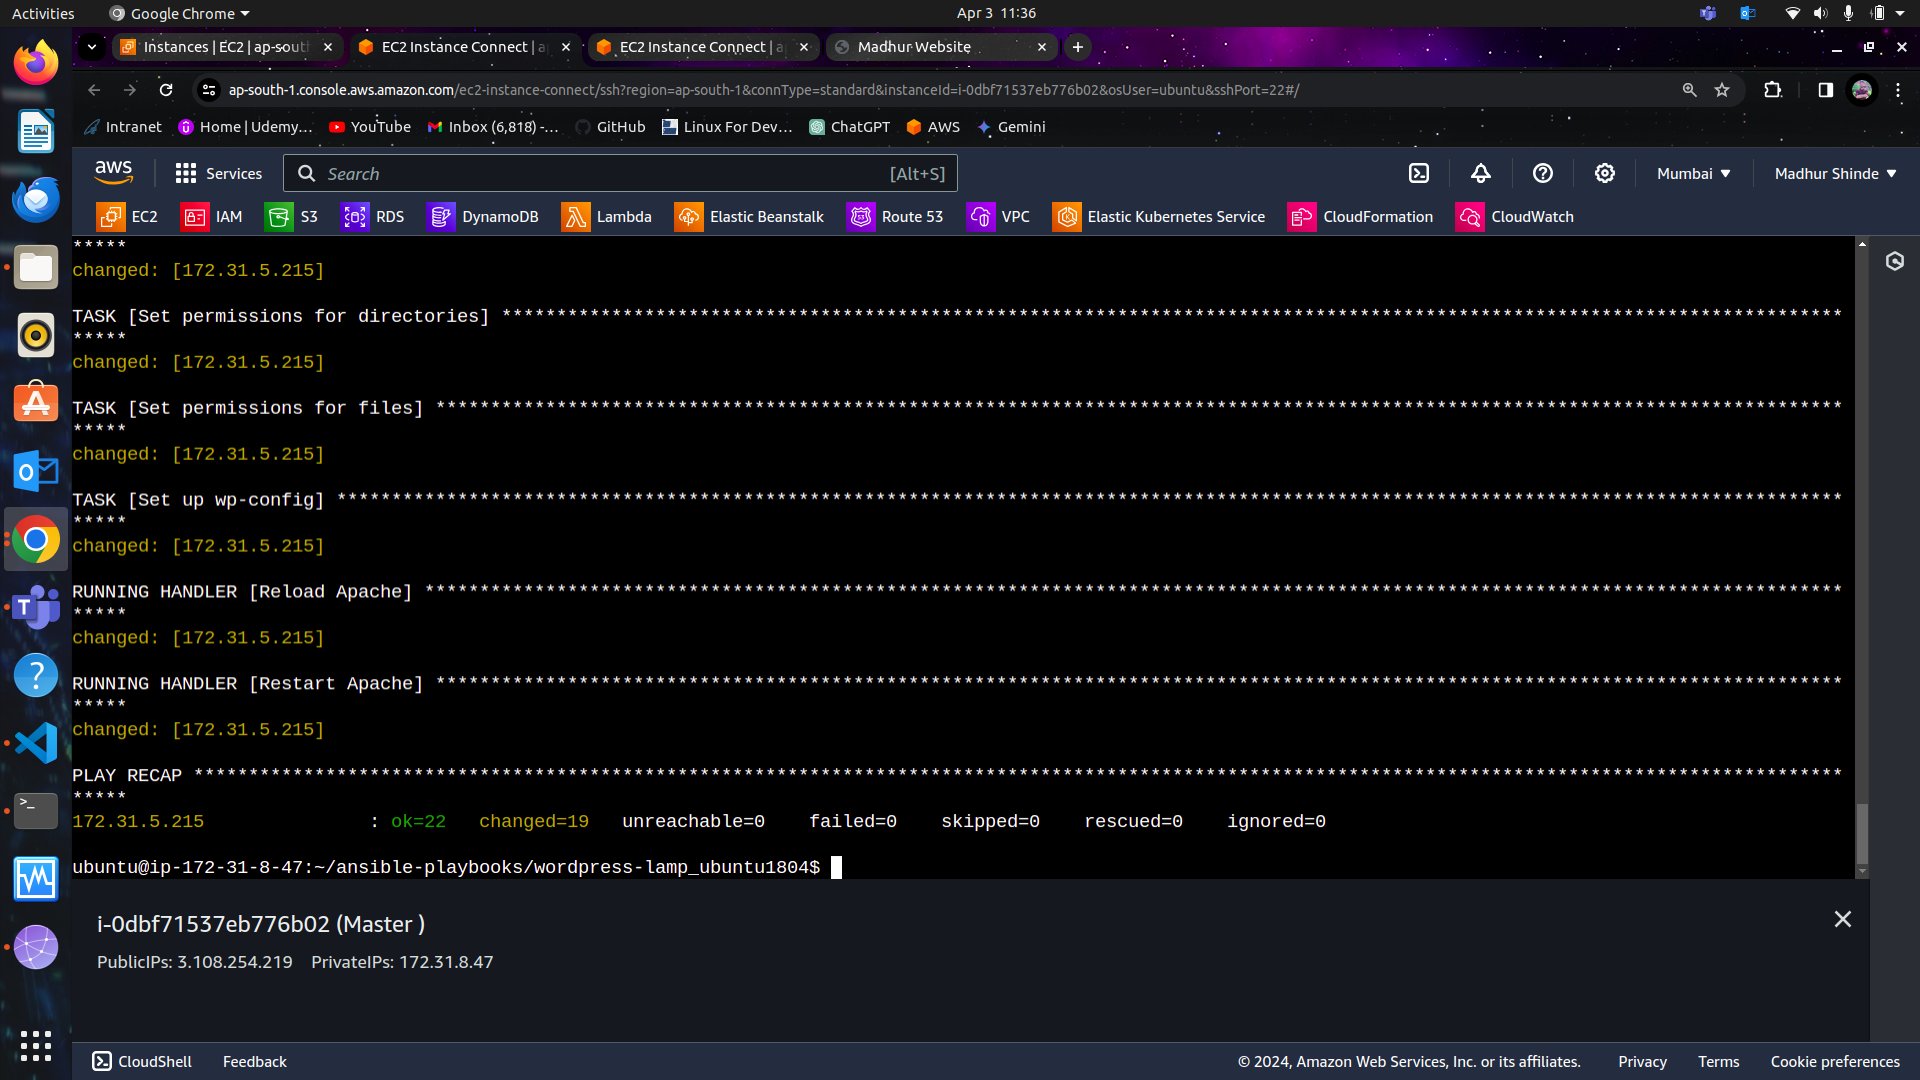 Activities
Google Chrome
Apr 3  11:36
Instances | EC2 | ap-sout
EC2 Instance Connect | a
EC2 Instance Connect | a
Madhur Website
ap-south-1.console.aws.amazon.com/ec2-instance-connect/ssh?region=ap-south-1&connType=standard&instanceId=i-0dbf71537eb776b02&osUser=ubuntu&sshPort=22#/
Intranet
Home | Udemy...
YouTube
Inbox (6,818) -...
GitHub
Linux For Dev...
ChatGPT
AWS
Gemini
aws
Services
Search
[Alt+S]
Mumbai
Madhur Shinde
EC2
IAM
S3
RDS
DynamoDB
Lambda
Elastic Beanstalk
Route 53
VPC
Elastic Kubernetes Service
CloudFormation
CloudWatch
*****
changed: [172.31.5.215]
TASK [Set permissions for directories] **************************************************************************************************************************
*****
changed: [172.31.5.215]
TASK [Set permissions for files] ********************************************************************************************************************************
*****
changed: [172.31.5.215]
TASK [Set up wp-config] *****************************************************************************************************************************************
*****
changed: [172.31.5.215]
RUNNING HANDLER [Reload Apache] *********************************************************************************************************************************
*****
changed: [172.31.5.215]
RUNNING HANDLER [Restart Apache] ********************************************************************************************************************************
*****
changed: [172.31.5.215]
PLAY RECAP ******************************************************************************************************************************************************
*****
172.31.5.215               : ok=22   changed=19   unreachable=0    failed=0    skipped=0    rescued=0    ignored=0
ubuntu@ip-172-31-8-47:~/ansible-playbooks/wordpress-lamp_ubuntu1804$
i-0dbf71537eb776b02 (Master )
PublicIPs: 3.108.254.219    PrivateIPs: 172.31.8.47
CloudShell
Feedback
© 2024, Amazon Web Services, Inc. or its affiliates.
Privacy
Terms
Cookie preferences